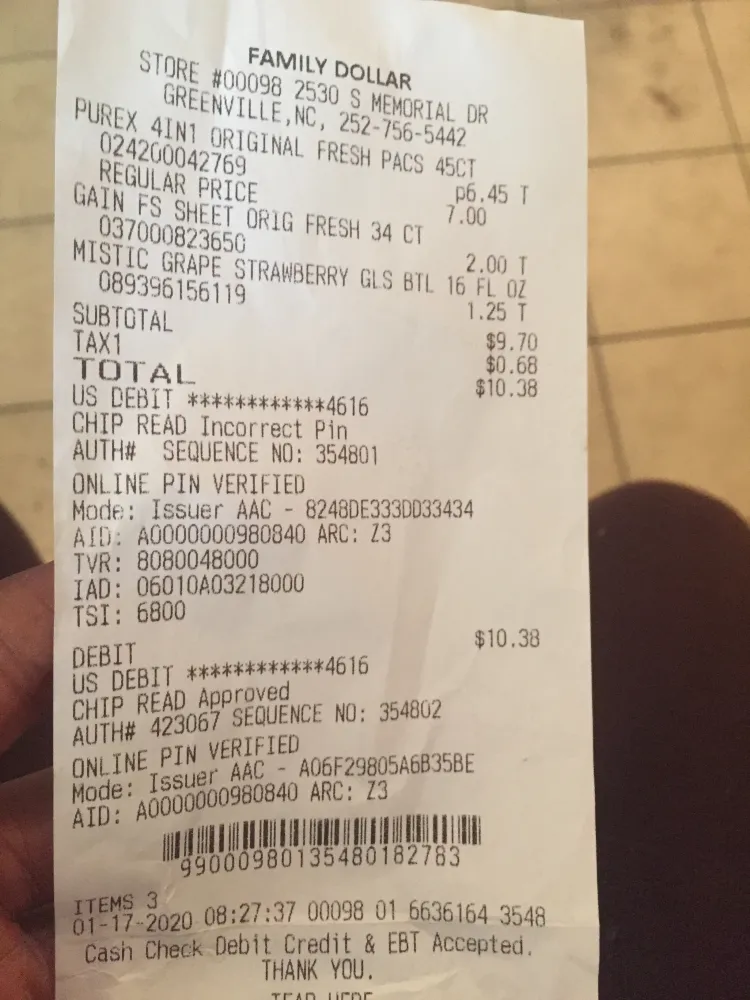 FAMILY DOLLAR
STORE #00098 2530 S MEMORIAL DR
GREENVILLE,NC, 252-756-5442
PUREX 4IN1 ORIGINAL FRESH PACS 45CT
024200042769 p6.45 T
REGULAR PRICE 7.00
GAIN FS SHEET ORIG FRESH 34 CT
037000823650 2.00 T
MISTIC GRAPE STRAWBERRY GLS BTL 16 FL OZ
089396156119 1.25 T
SUBTOTAL $9.70
TAX1 $0.68
TOTAL $10.38
US DEBIT ************4616
CHIP READ Incorrect Pin
AUTH# SEQUENCE NO: 354801
ONLINE PIN VERIFIED
Mode: Issuer AAC - 8248DE333DD33434
AID: A0000000980840 ARC: Z3
TVR: 8080048000
IAD: 06010A03218000
TSI: 6800
DEBIT $10.38
US DEBIT ************4616
CHIP READ Approved
AUTH# 423067 SEQUENCE NO: 354802
ONLINE PIN VERIFIED
Mode: Issuer AAC - A06F29805A6B35BE
AID: A0000000980840 ARC: Z3
99000980135480182783
ITEMS 3
01-17-2020 08:27:37 00098 01 6636164 3548
Cash Check Debit Credit & EBT Accepted.
THANK YOU.
TEAR HERE